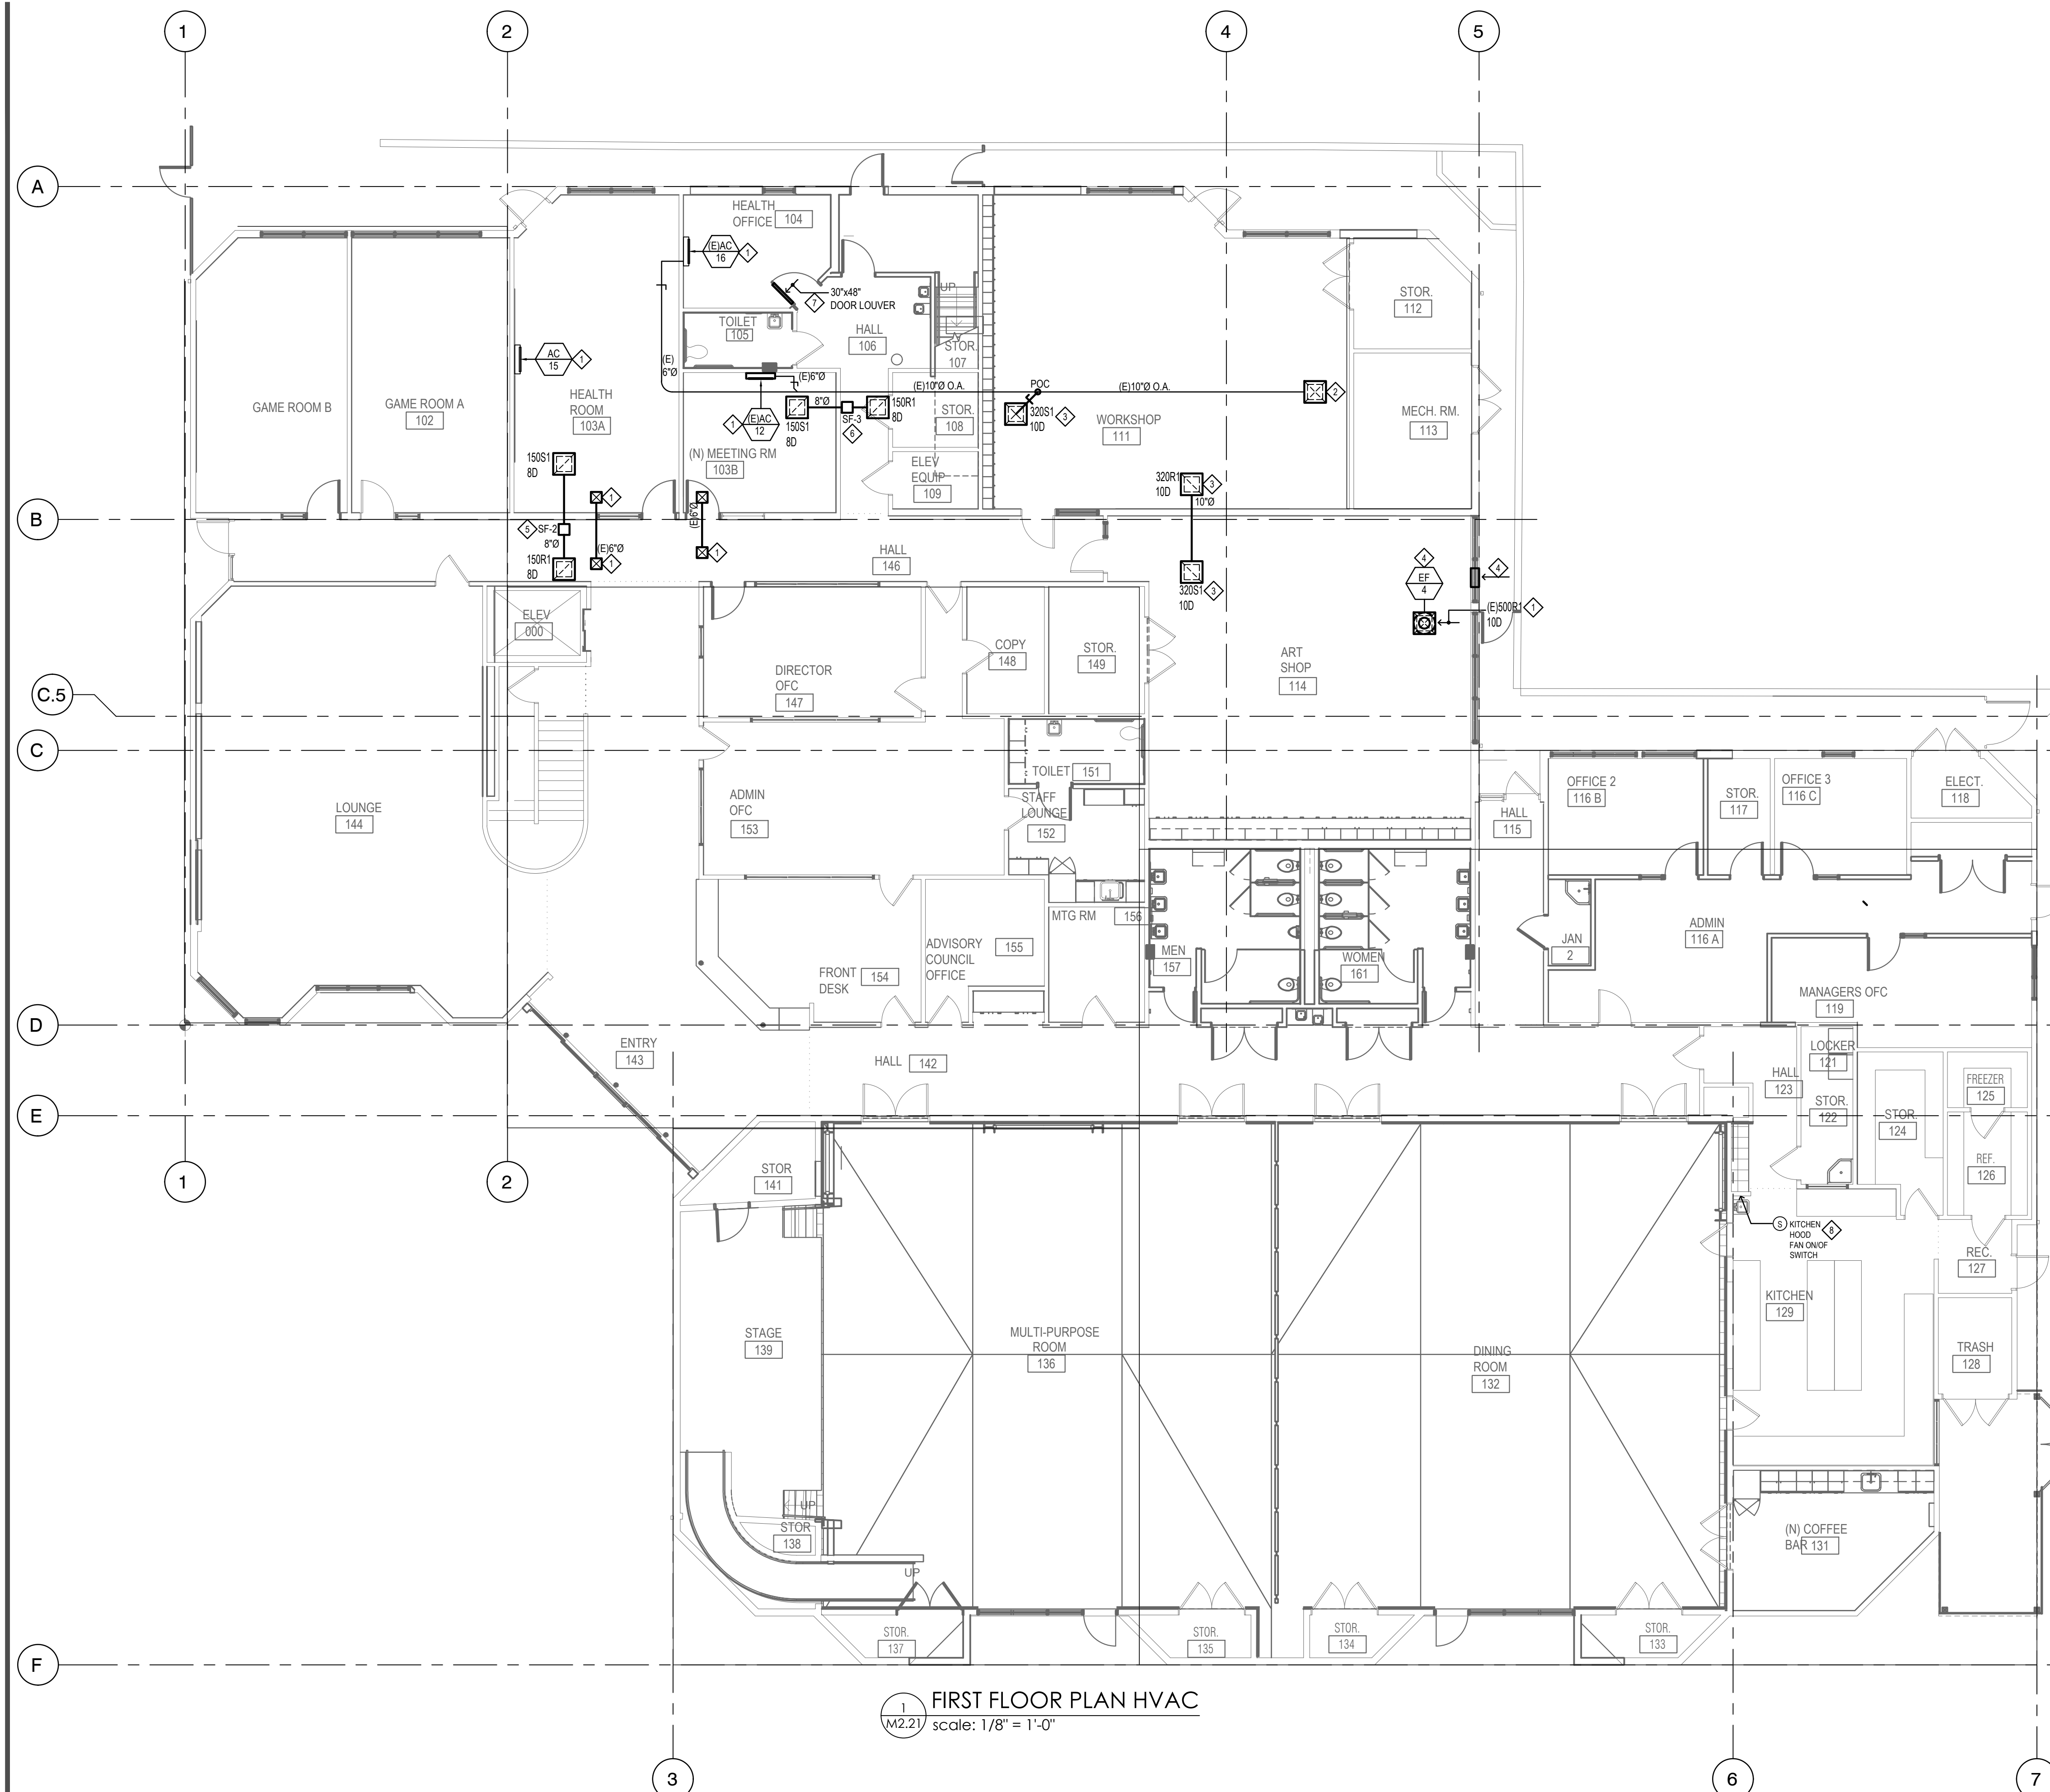 1
2
4
5
A
HEALTH
OFFICE 104
(E)AC
16
1
30"x48"
DOOR LOUVER
7
UP
TOILET
105
HALL
106
STOR.
107
STOR.
112
AC
15
1
(E)
6"Ø
(E)6"Ø
(E)10"Ø O.A.
POC
(E)10"Ø O.A.
2
GAME ROOM B
GAME ROOM A
102
HEALTH
ROOM
103A
1
(E)AC
12
8"Ø
150S1
8D
SF-3
6
150R1
8D
STOR.
108
320S1
10D
3
WORKSHOP
111
MECH. RM.
113
150S1
8D
(N) MEETING RM
103B
ELEV
EQUIP
109
320R1
10D
3
10"Ø
B
1
(E)6"Ø
5
SF-2
8"Ø
150R1
8D
(E)6"Ø
1
1
HALL
146
320S1
10D
3
4
EF
4
4
(E)500R1
10D
1
ELEV
000
DIRECTOR
OFC
147
COPY
148
STOR.
149
ART
SHOP
114
C.5
C
TOILET 151
OFFICE 2
116 B
STOR.
117
OFFICE 3
116 C
ELECT.
118
LOUNGE
144
ADMIN
OFC
153
STAFF
LOUNGE
152
HALL
115
MTG RM 156
ADVISORY
COUNCIL
OFFICE
155
FRONT
DESK
154
MEN
157
WOMEN
161
JAN
2
ADMIN
116 A
MANAGERS OFC
119
D
ENTRY
143
HALL 142
LOCKER
121
HALL
123
STOR.
122
STOR.
124
FREEZER
125
E
REF.
126
1
2
STOR
141
S
KITCHEN
HOOD
FAN ON/OF
SWITCH
8
REC.
127
KITCHEN
129
STAGE
139
MULTI-PURPOSE
ROOM
136
DINING
ROOM
132
TRASH
128
UP
STOR
138
UP
(N) COFFEE
BAR 131
STOR.
137
STOR.
135
STOR.
134
STOR.
133
F
1
M2.21
FIRST FLOOR PLAN HVAC
scale: 1/8" = 1'-0"
3
6
7